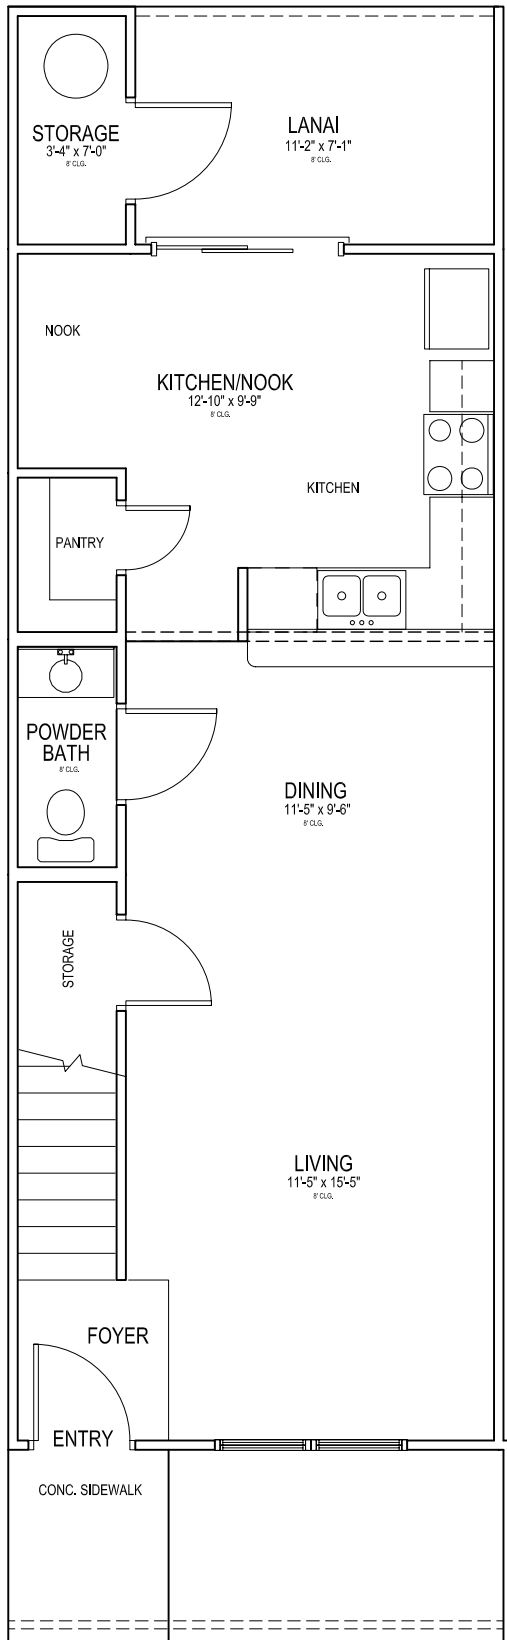 STORAGE
3'-4" x 7'-0"
8' CLG.
LANAI
11'-2" x 7'-1"
8' CLG.
NOOK
KITCHEN/NOOK
12'-10" x 9'-9"
8' CLG.
KITCHEN
PANTRY
POWDER
BATH
8' CLG.
DINING
11'-5" x 9'-6"
8' CLG.
STORAGE
LIVING
11'-5" x 15'-5"
8' CLG.
FOYER
ENTRY
CONC. SIDEWALK